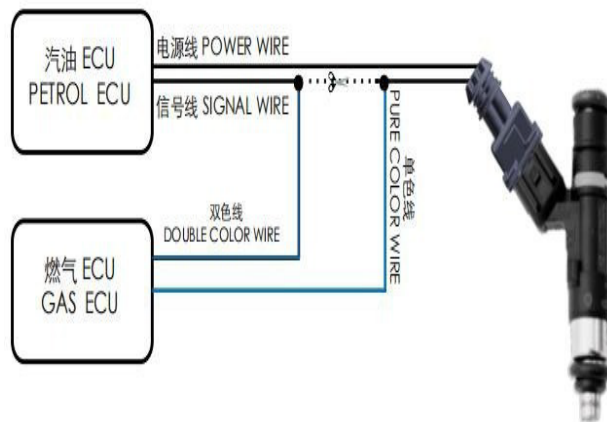 汽油 ECU
PETROL ECU
电源线 POWER WIRE
信号线 SIGNAL WIRE
双色线
DOUBLE COLOR WIRE
单色线
PURE COLOR WIRE
燃气 ECU
GAS ECU